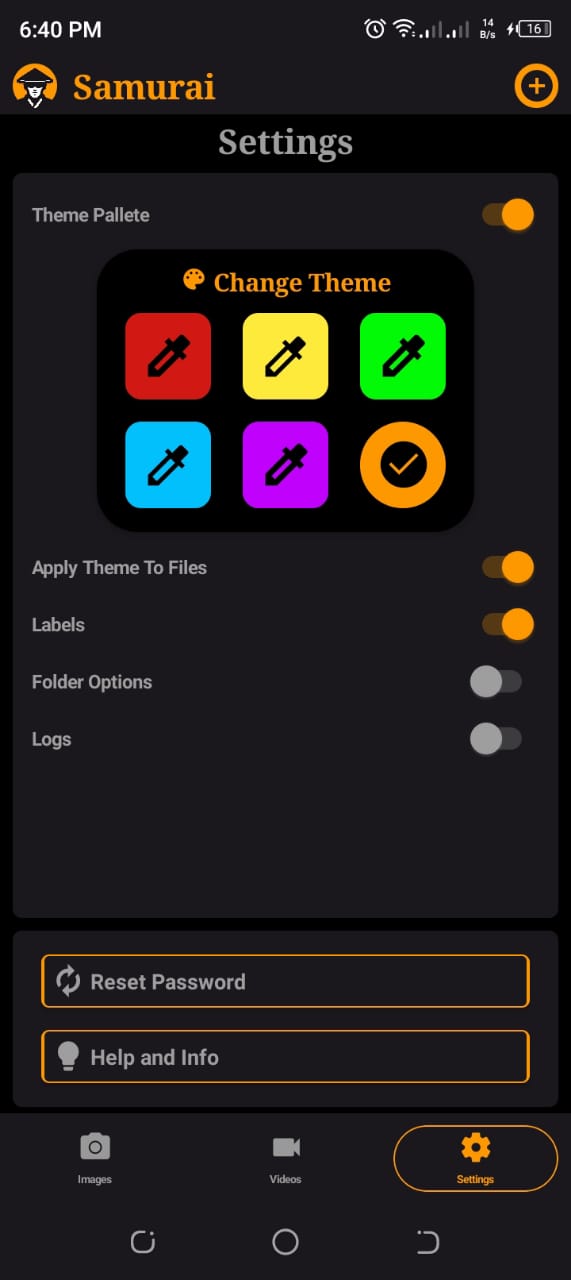 6:40 PM 14 B/s 16
Samurai
Settings
Theme Pallete
Change Theme
Apply Theme To Files
Labels
Folder Options
Logs
Reset Password
Help and Info
Images Videos Settings